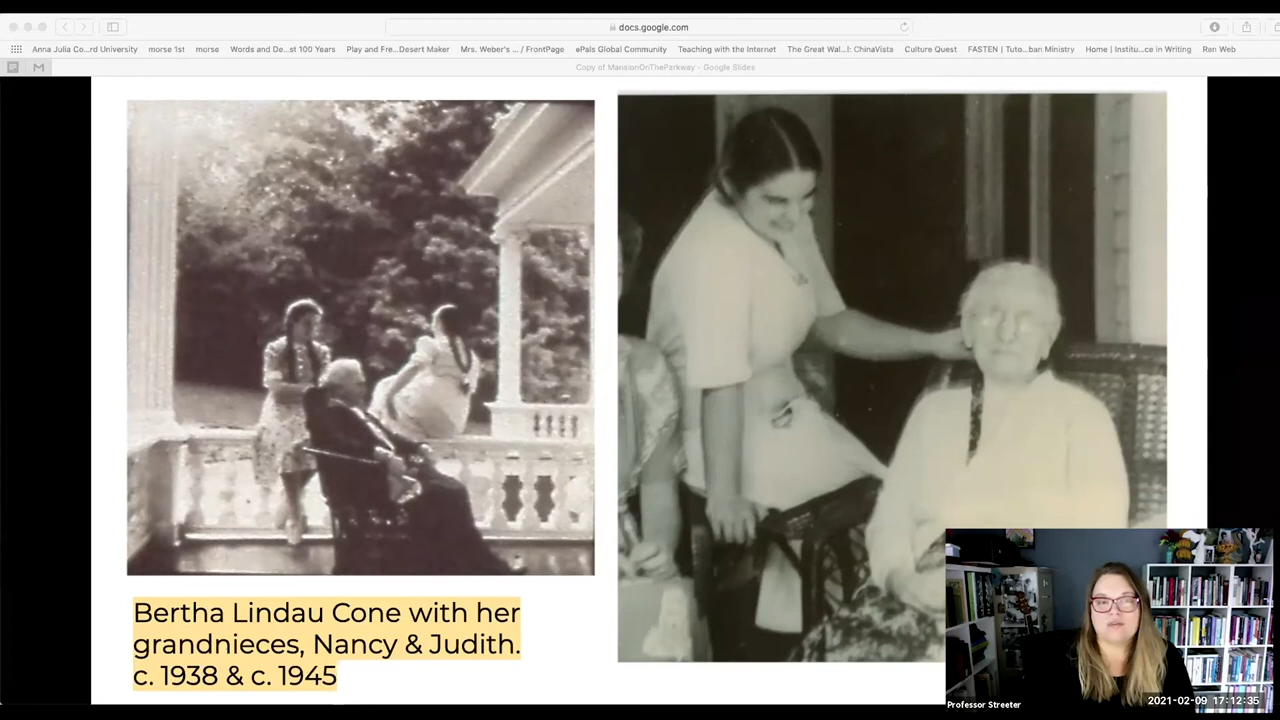 docs.google.com
Anna Julia Co...rd University morse 1st morse Words and De...st 100 Years Play and Fre...Desert Maker Mrs. Weber's ... / FrontPage ePals Global Community Teaching with the Internet The Great Wal...l: ChinaVista Culture Quest FASTEN | Tuto...ban Ministry Home | Institu...ce in Writing Ren Web
Copy of MansionOnTheParkway - Google Slides
Bertha Lindau Cone with her
grandnieces, Nancy & Judith.
c. 1938 & c. 1945
Professor Streeter
2021-02-09 17:12:35